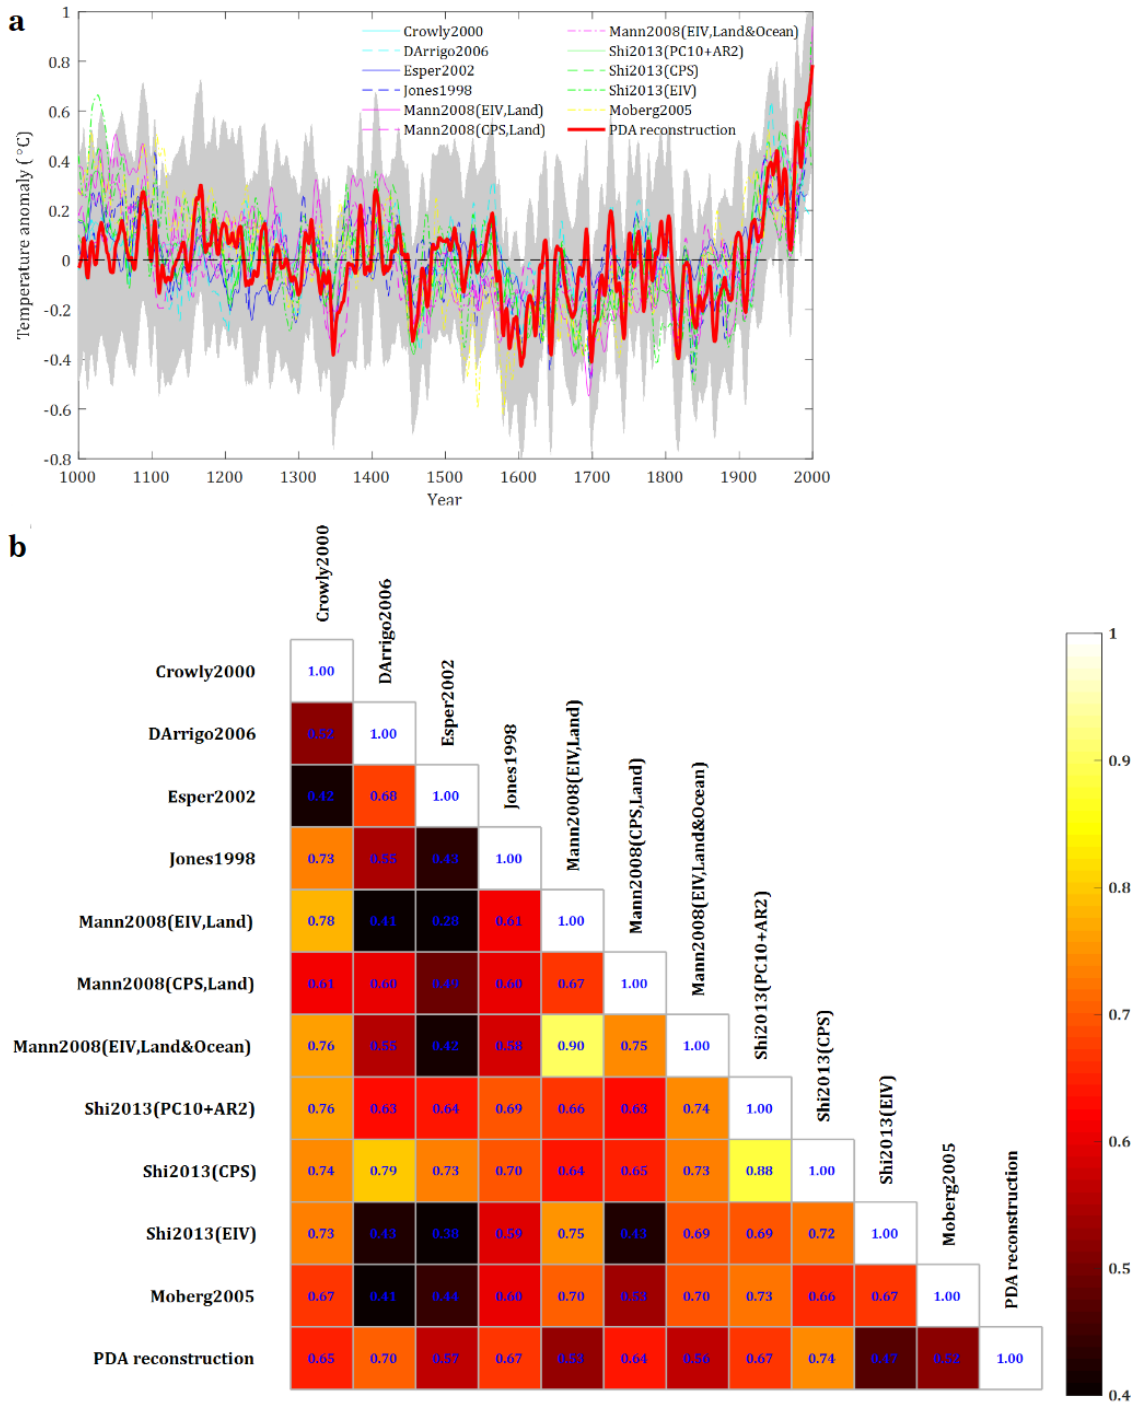 a
Temperature anomaly ( °C)
1
0.8
0.6
0.4
0.2
0
-0.2
-0.4
-0.6
-0.8
Crowly2000
DArrigo2006
Esper2002
Jones1998
Mann2008(EIV,Land)
Mann2008(CPS,Land)
Mann2008(EIV,Land&Ocean)
Shi2013(PC10+AR2)
Shi2013(CPS)
Shi2013(EIV)
Moberg2005
PDA reconstruction
1000 1100 1200 1300 1400 1500 1600 1700 1800 1900 2000
Year
b
Crowly2000
DArrigo2006
Esper2002
Jones1998
Mann2008(EIV,Land)
Mann2008(CPS,Land)
Mann2008(EIV,Land&Ocean)
Shi2013(PC10+AR2)
Shi2013(CPS)
Shi2013(EIV)
Moberg2005
PDA reconstruction
Crowly2000 1.00
DArrigo2006 0.52 1.00
Esper2002 0.42 0.68 1.00
Jones1998 0.73 0.55 0.43 1.00
Mann2008(EIV,Land) 0.78 0.41 0.28 0.61 1.00
Mann2008(CPS,Land) 0.61 0.60 0.60 0.67 1.00
Mann2008(EIV,Land&Ocean) 0.76 0.55 0.42 0.58 0.90 0.75 1.00
Shi2013(PC10+AR2) 0.76 0.63 0.64 0.69 0.66 0.63 0.74 1.00
Shi2013(CPS) 0.74 0.79 0.73 0.70 0.64 0.65 0.73 0.88 1.00
Shi2013(EIV) 0.73 0.43 0.38 0.59 0.75 0.43 0.69 0.69 0.72 1.00
Moberg2005 0.67 0.41 0.44 0.60 0.70 0.70 0.73 0.66 0.67 1.00
PDA reconstruction 0.65 0.70 0.57 0.67 0.53 0.64 0.56 0.67 0.74 0.47 0.52 1.00
1
0.9
0.8
0.7
0.6
0.5
0.4